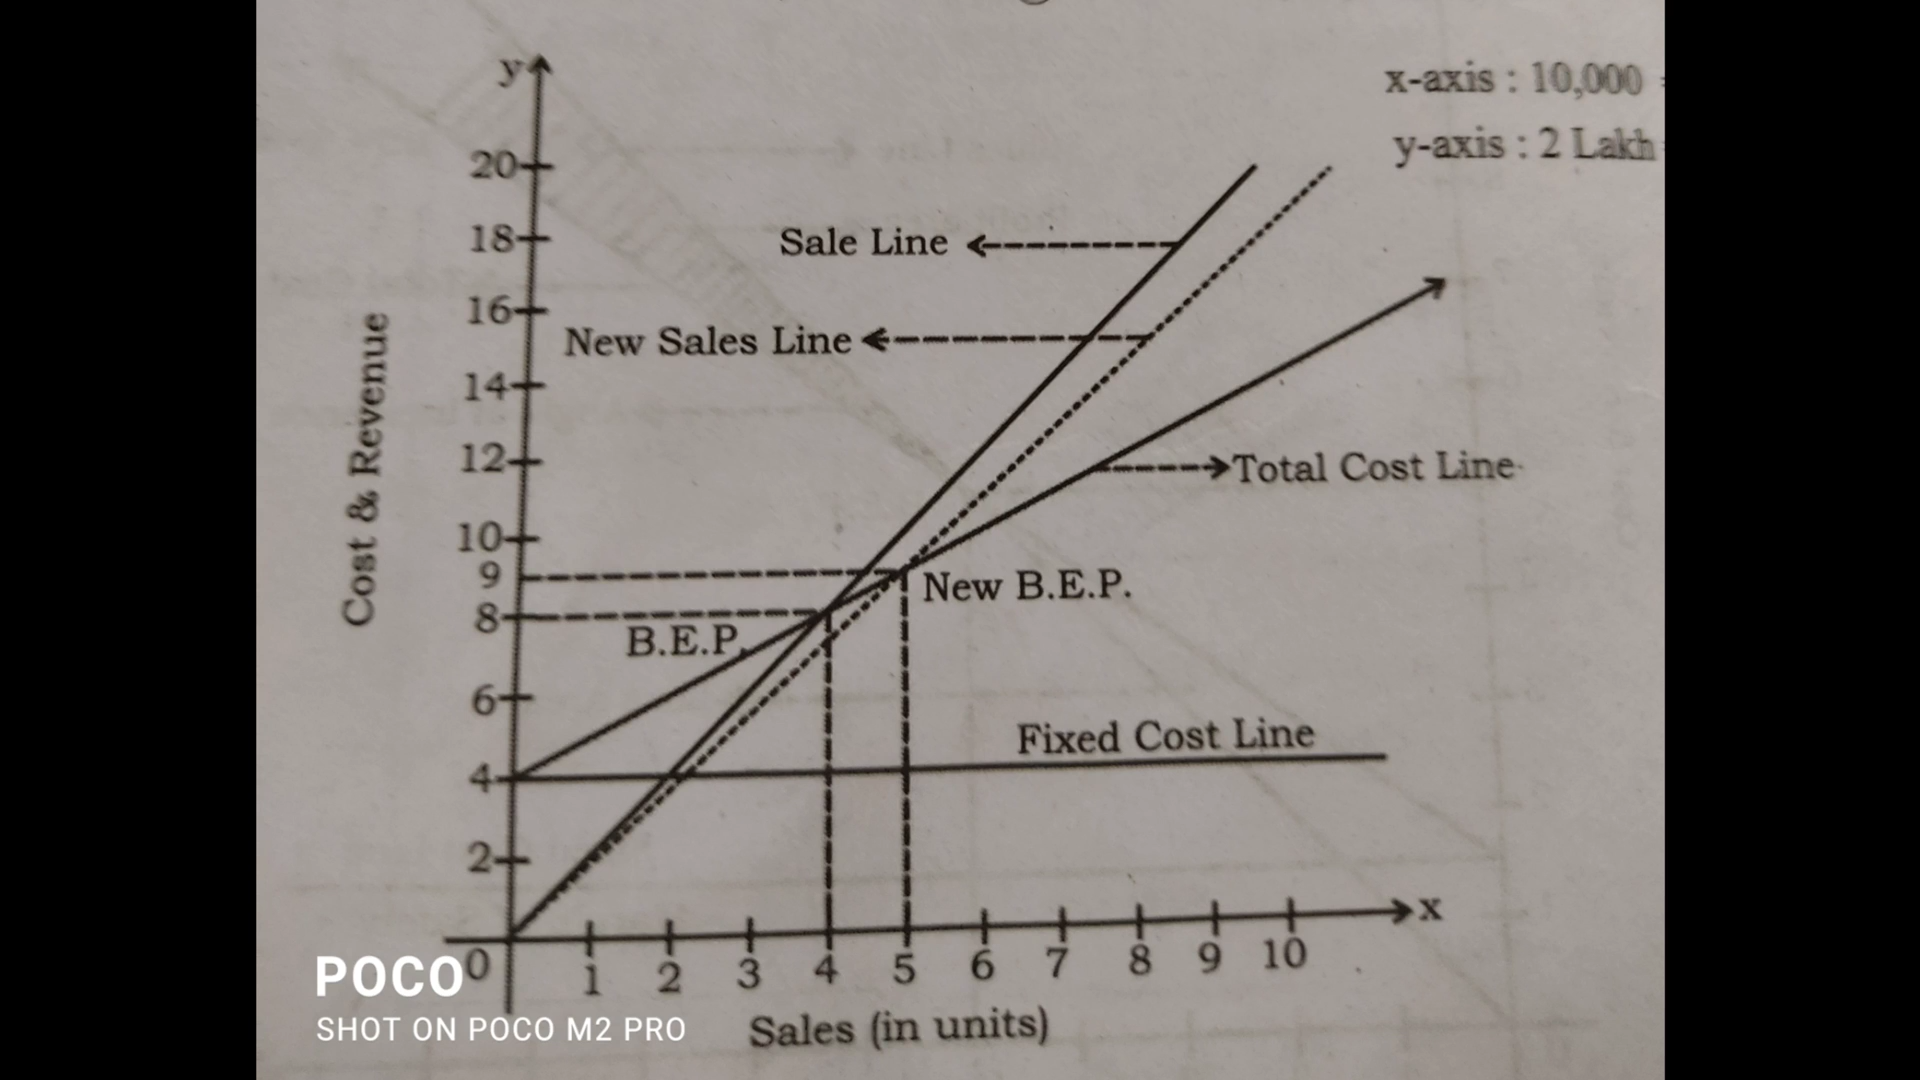 y
x-axis : 10,000
y-axis : 2 Lakh
20
18
16
14
12
10
9
8
6
4
2
0
Cost & Revenue
Sale Line
New Sales Line
Total Cost Line
New B.E.P.
B.E.P.
Fixed Cost Line
x
1 2 3 4 5 6 7 8 9 10
Sales (in units)
POCO
SHOT ON POCO M2 PRO